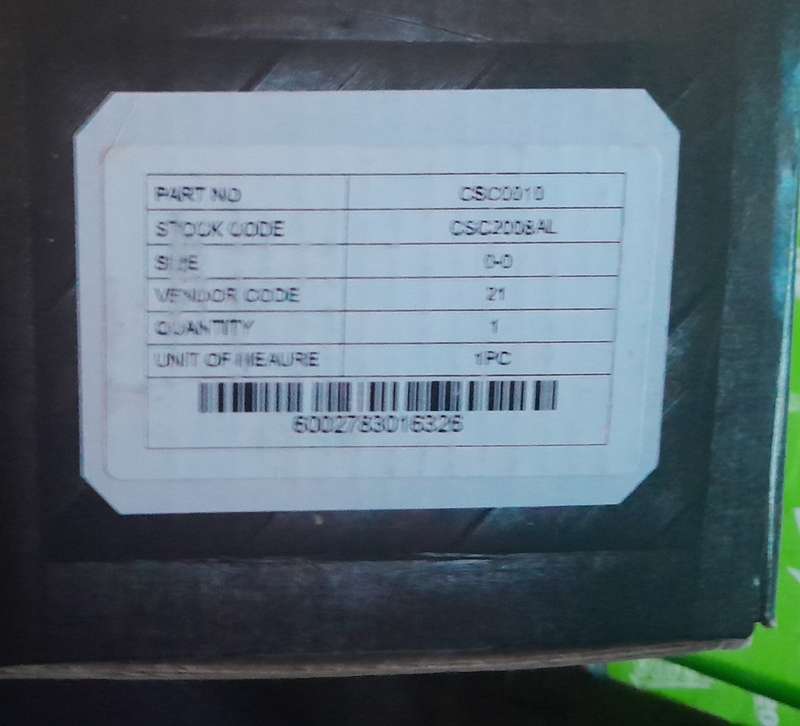 PART NO CSC0010
STOCK CODE CSC2008AL
SIZE 0-0
VENDOR CODE 21
QUANTITY 1
UNIT OF MEAURE 1PC
6002783016326